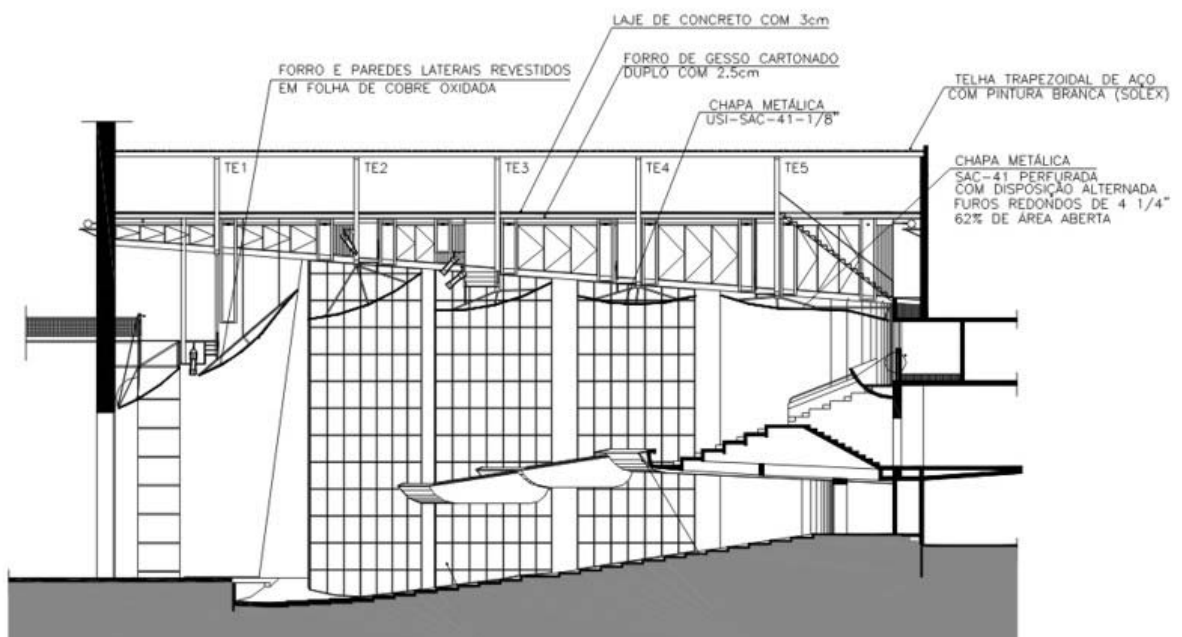 LAJE DE CONCRETO COM 3cm
FORRO DE GESSO CARTONADO
DUPLO COM 2.5cm
FORRO E PAREDES LATERAIS REVESTIDOS
EM FOLHA DE COBRE OXIDADA
TELHA TRAPEZOIDAL DE AÇO
COM PINTURA BRANCA (SOLEX)
CHAPA METÁLICA
USI-SAC-41-1/8"
TE1
TE2
TE3
TE4
TE5
CHAPA METÁLICA
SAC-41 PERFURADA
COM DISPOSIÇÃO ALTERNADA
FUROS REDONDOS DE 4 1/4"
62% DE ÁREA ABERTA